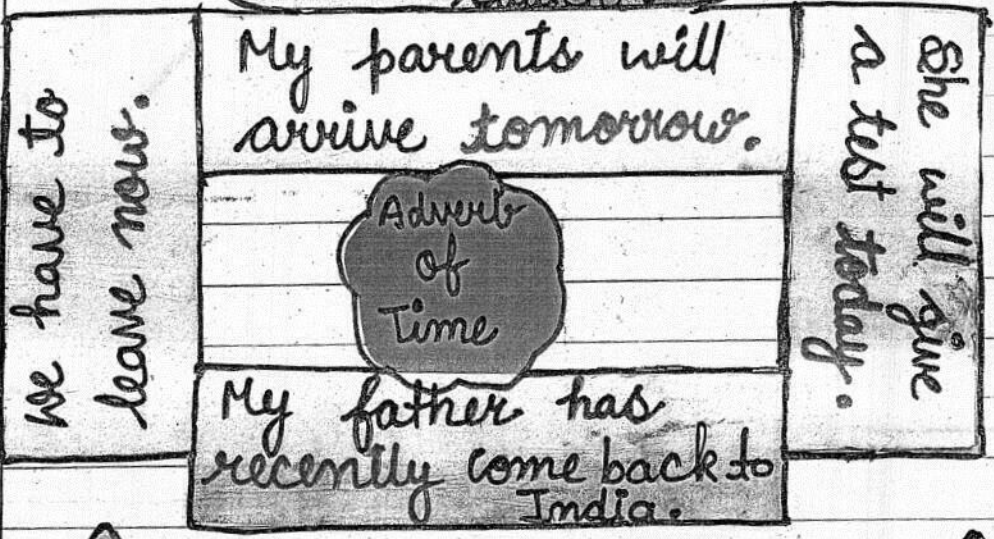 My parents will
arrive tomorrow.
We have to
leave now.
Adverb
of
Time
She will give
a test today.
My father has
recently come back to
India.